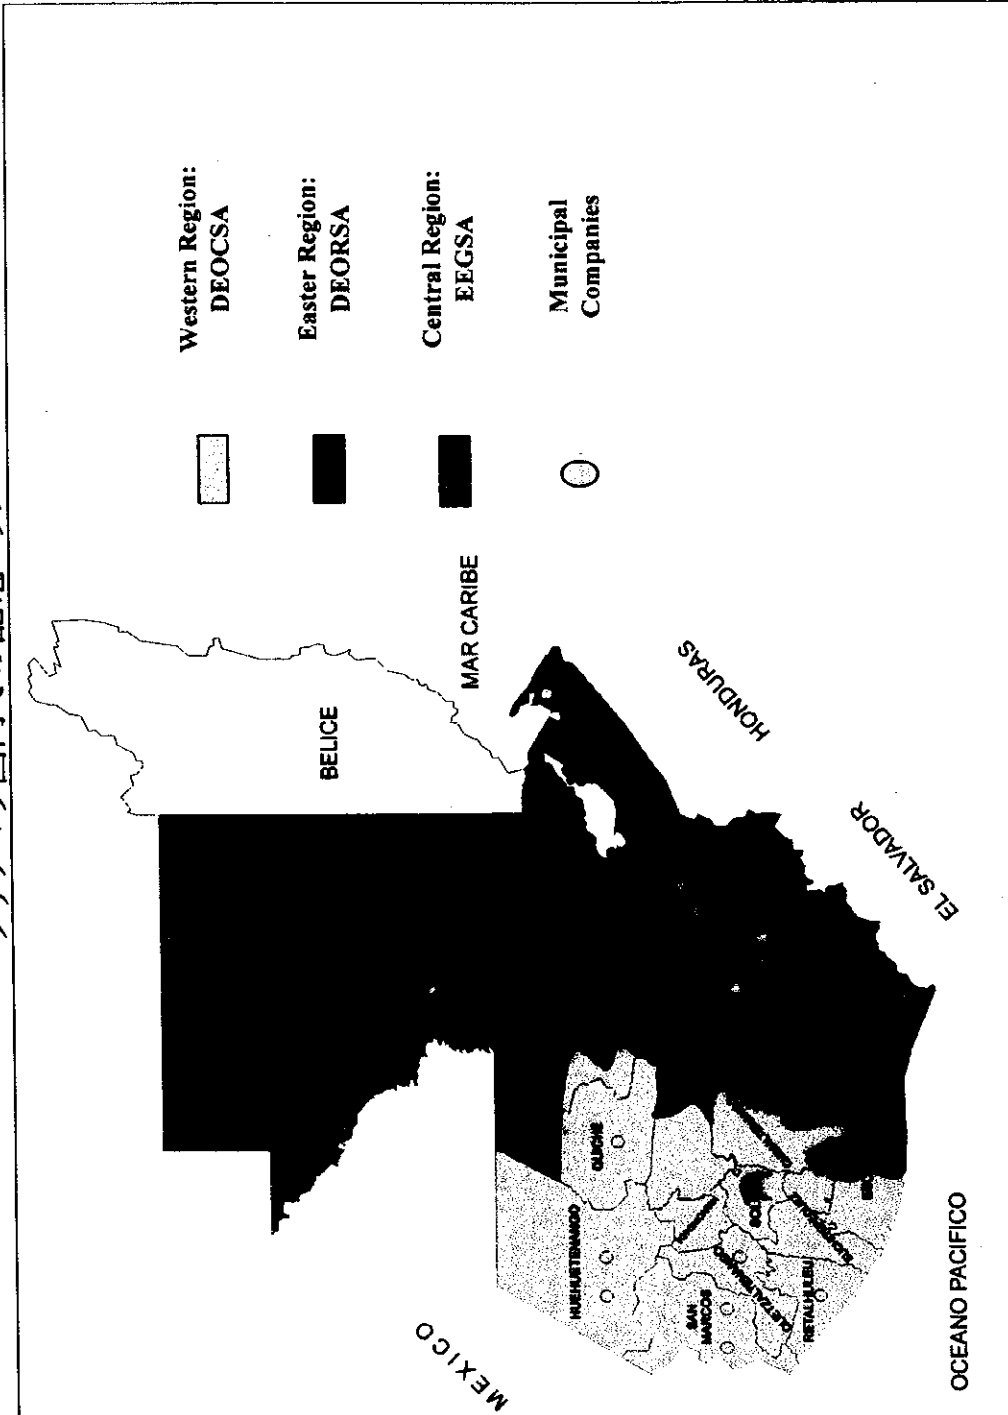 Western Region:
DEOCSA
Easter Region:
DEORSA
Central Region:
EEGSA
Municipal
Companies
BELICE
MAR CARIBE
HONDURAS
EL SALVADOR
MEXICO
HUEHUETENANGO
QUICHE
SAN
MARCOS
QUETZALTENANGO
RETALHULEU
OCEANO PACIFICO